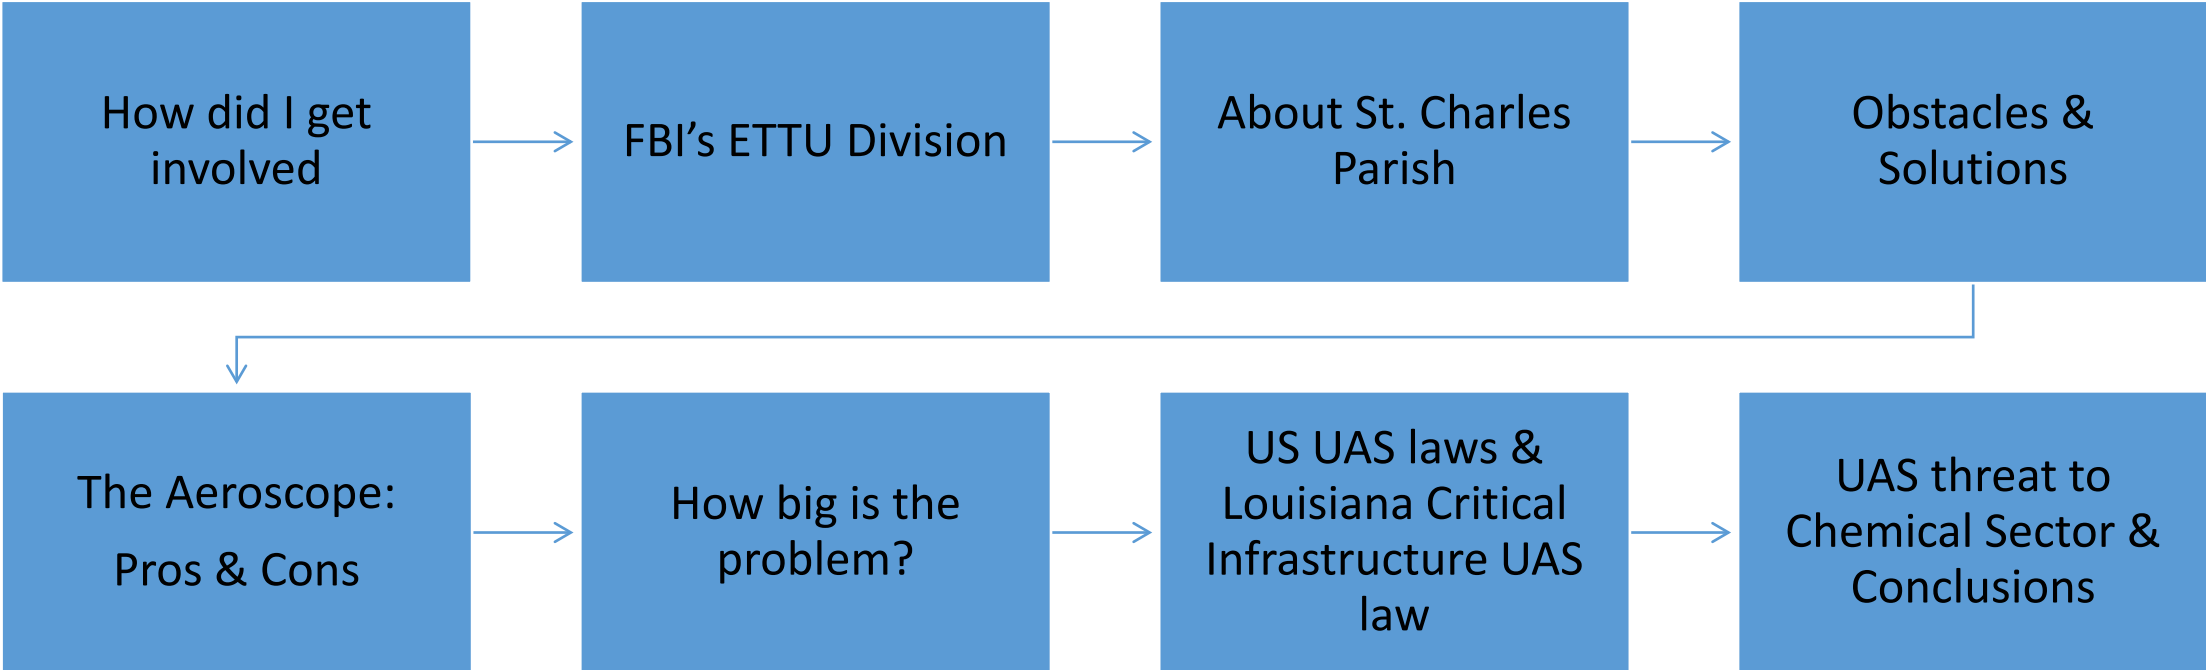 How did I get
involved
FBI’s ETTU Division
About St. Charles
Parish
Obstacles &
Solutions
The Aeroscope:
Pros & Cons
How big is the
problem?
US UAS laws &
Louisiana Critical
Infrastructure UAS
law
UAS threat to
Chemical Sector &
Conclusions